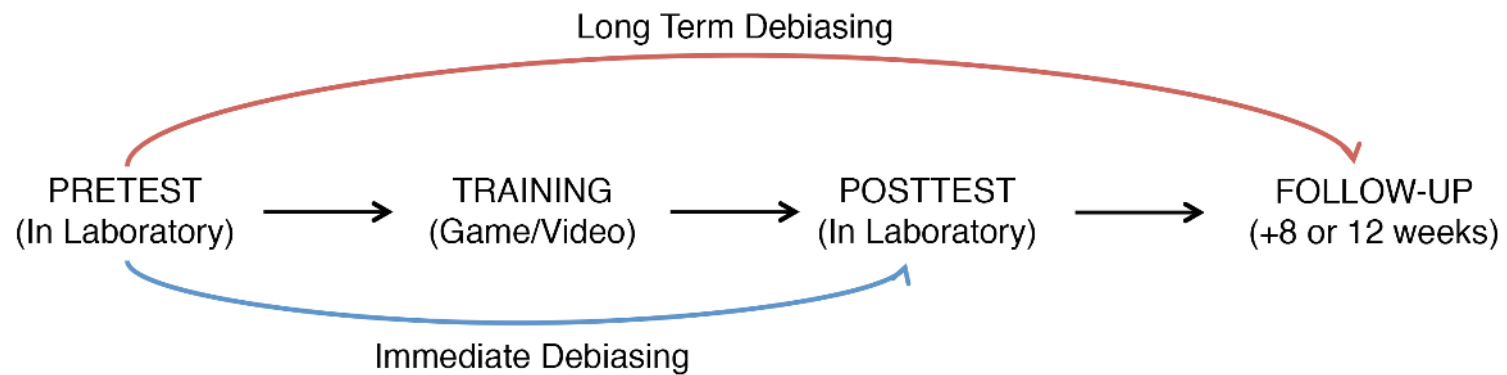 Long Term Debiasing
PRETEST
(In Laboratory)
TRAINING
(Game/Video)
POSTTEST
(In Laboratory)
FOLLOW-UP
(+8 or 12 weeks)
Immediate Debiasing